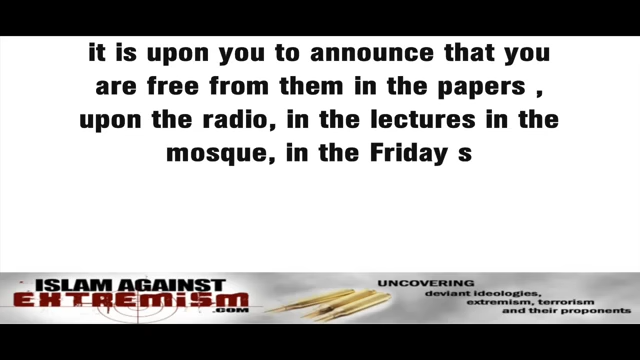 it is upon you to announce that you
are free from them in the papers ,
upon the radio, in the lectures in the
mosque, in the Friday s
ISLAM AGAINST
EXTREMISM
.COM
UNCOVERING
deviant ideologies,
extremism, terrorism
and their proponents